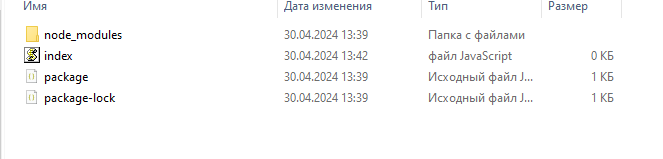 Имя Дата изменения Тип Размер
node_modules 30.04.2024 13:39 Папка с файлами
index 30.04.2024 13:42 файл JavaScript 0 КБ
package 30.04.2024 13:39 Исходный файл J... 1 КБ
package-lock 30.04.2024 13:39 Исходный файл J... 1 КБ